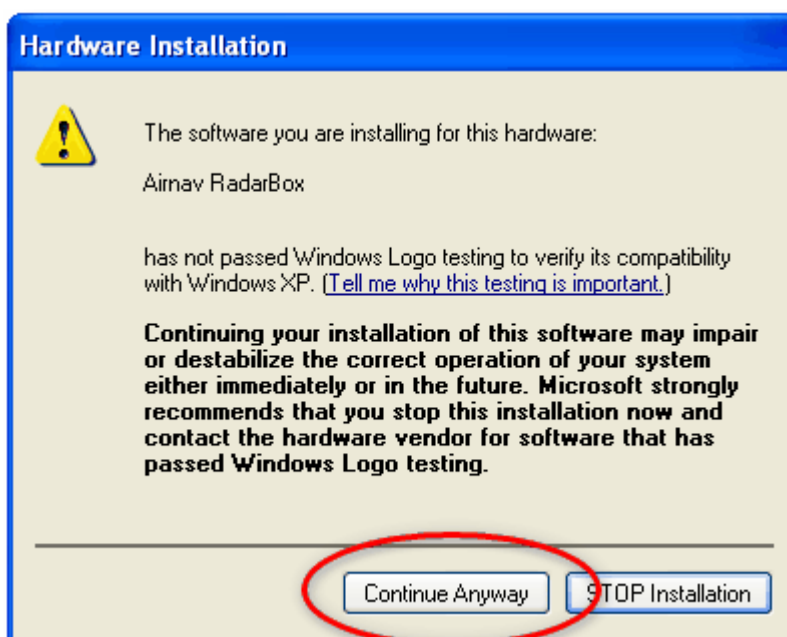 Hardware Installation
The software you are installing for this hardware:
Airnav RadarBox
has not passed Windows Logo testing to verify its compatibility
with Windows XP. (Tell me why this testing is important.)
Continuing your installation of this software may impair
or destabilize the correct operation of your system
either immediately or in the future. Microsoft strongly
recommends that you stop this installation now and
contact the hardware vendor for software that has
passed Windows Logo testing.
Continue Anyway STOP Installation